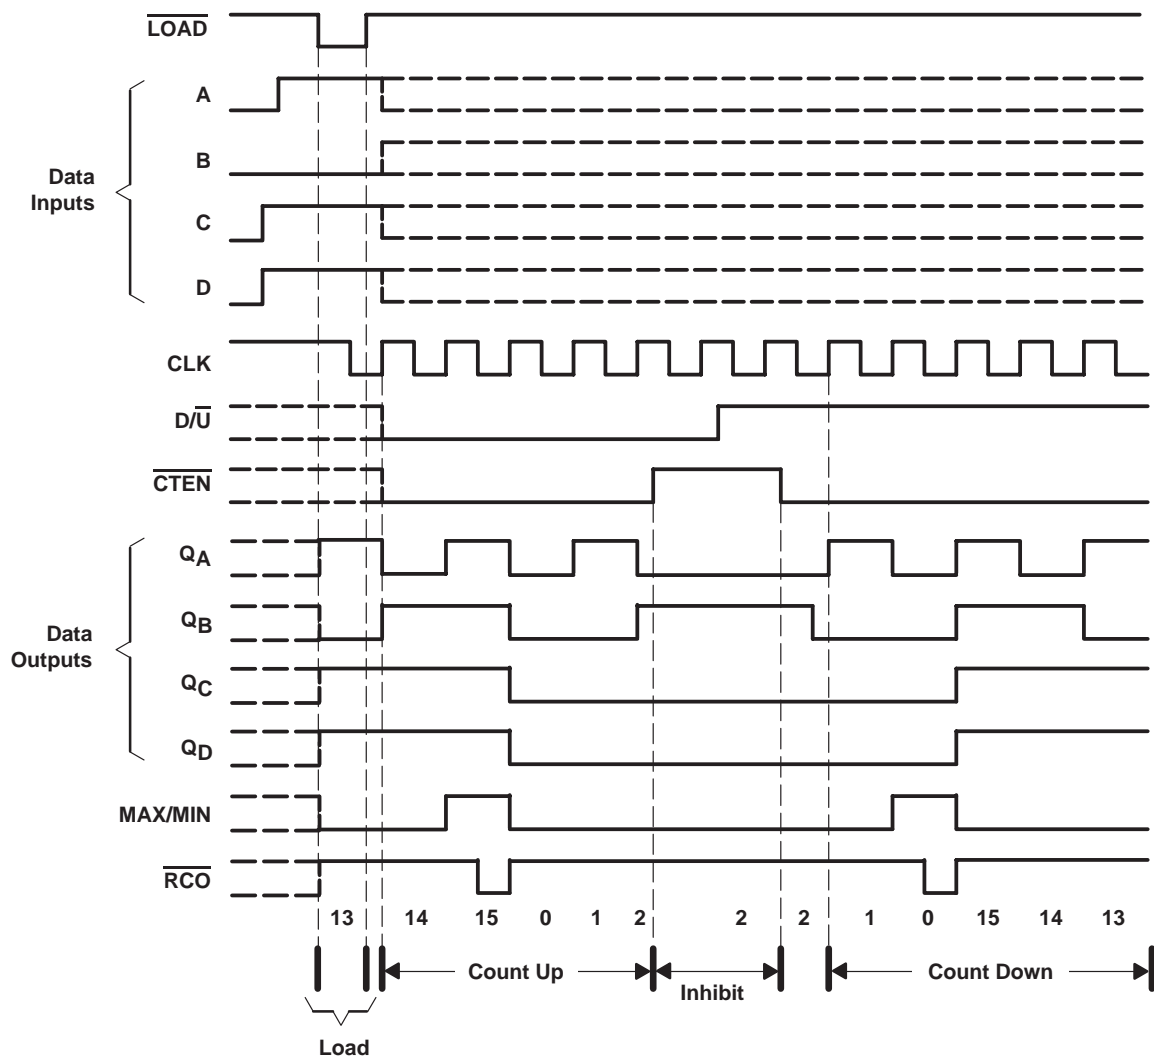 LOAD
A
B
Data
Inputs
C
D
CLK
D/U
CTEN
QA
QB
Data
Outputs
QC
QD
MAX/MIN
RCO
13 14 15 0 1 2 2 2 1 0 15 14 13
Count Up
Inhibit
Count Down
Load